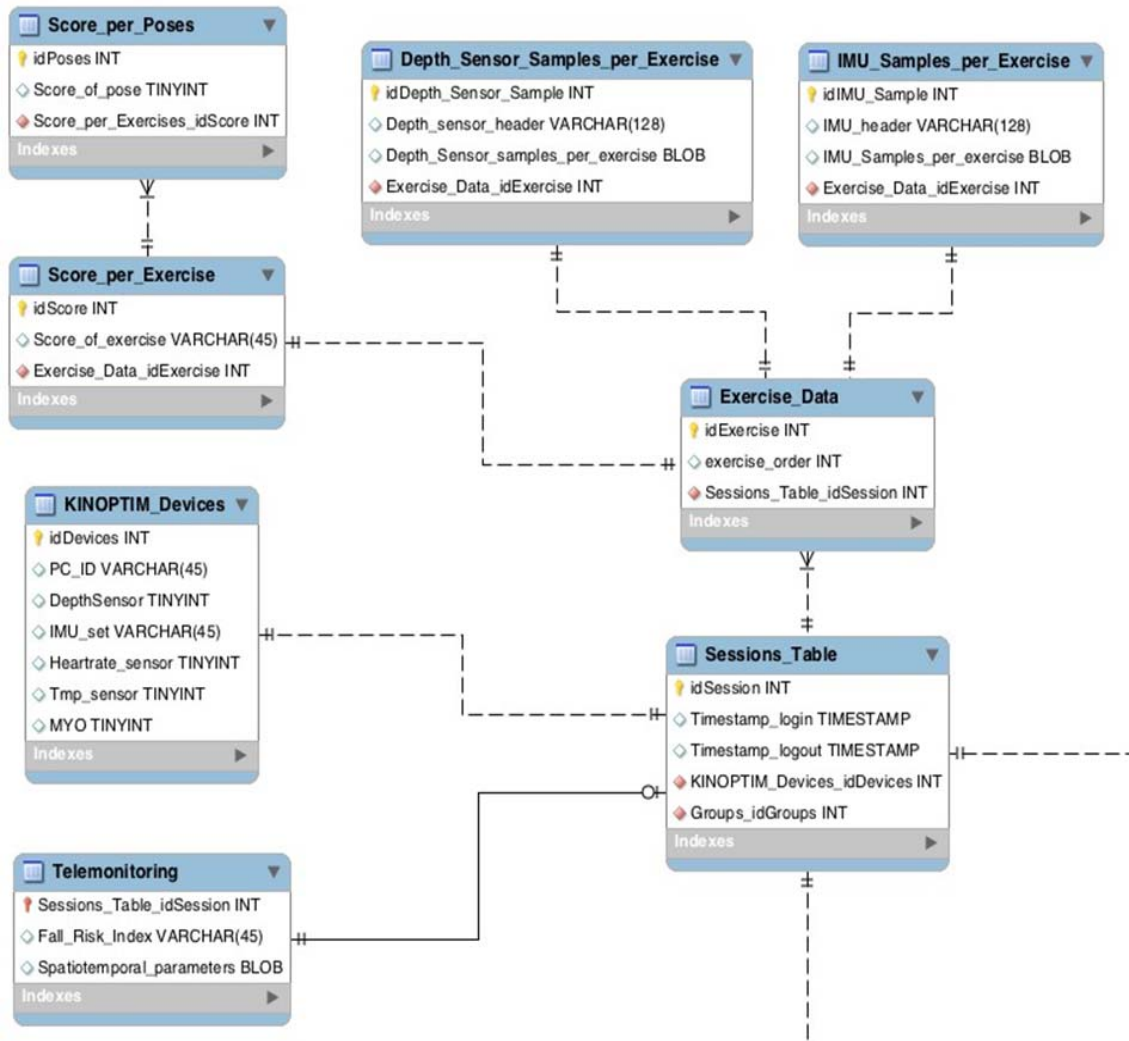 Score_per_Poses
idPoses INT
Score_of_pose TINYINT
Score_per_Exercises_idScore INT
Indexes
Depth_Sensor_Samples_per_Exercise
idDepth_Sensor_Sample INT
Depth_sensor_header VARCHAR(128)
Depth_Sensor_samples_per_exercise BLOB
Exercise_Data_idExercise INT
Indexes
IMU_Samples_per_Exercise
idIMU_Sample INT
IMU_header VARCHAR(128)
IMU_Samples_per_exercise BLOB
Exercise_Data_idExercise INT
Indexes
Score_per_Exercise
idScore INT
Score_of_exercise VARCHAR(45)
Exercise_Data_idExercise INT
Indexes
Exercise_Data
idExercise INT
exercise_order INT
Sessions_Table_idSession INT
Indexes
KINOPTIM_Devices
idDevices INT
PC_ID VARCHAR(45)
DepthSensor TINYINT
IMU_set VARCHAR(45)
Heartrate_sensor TINYINT
Tmp_sensor TINYINT
MYO TINYINT
Indexes
Sessions_Table
idSession INT
Timestamp_login TIMESTAMP
Timestamp_logout TIMESTAMP
KINOPTIM_Devices_idDevices INT
Groups_idGroups INT
Indexes
Telemonitoring
Sessions_Table_idSession INT
Fall_Risk_Index VARCHAR(45)
Spatiotemporal_parameters BLOB
Indexes